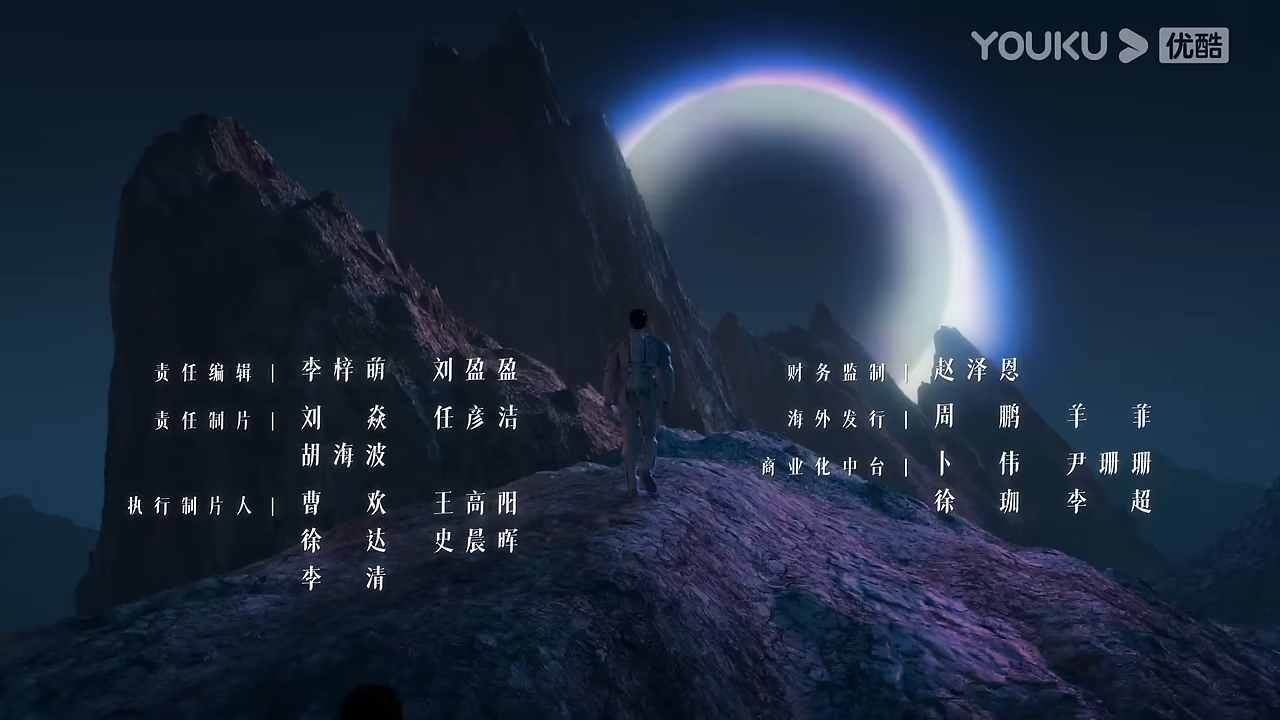 YOUKU 优酷
责任编辑 | 李梓萌 刘盈盈
责任制片 | 刘焱 任彦洁
胡海波
执行制片人 | 曹欢 王高阳
徐达 史晨晖
李清
财务监制 | 赵泽恩
海外发行 | 周鹏 羊菲
商业化中台 | 卜伟 尹珊珊
徐珈 李超